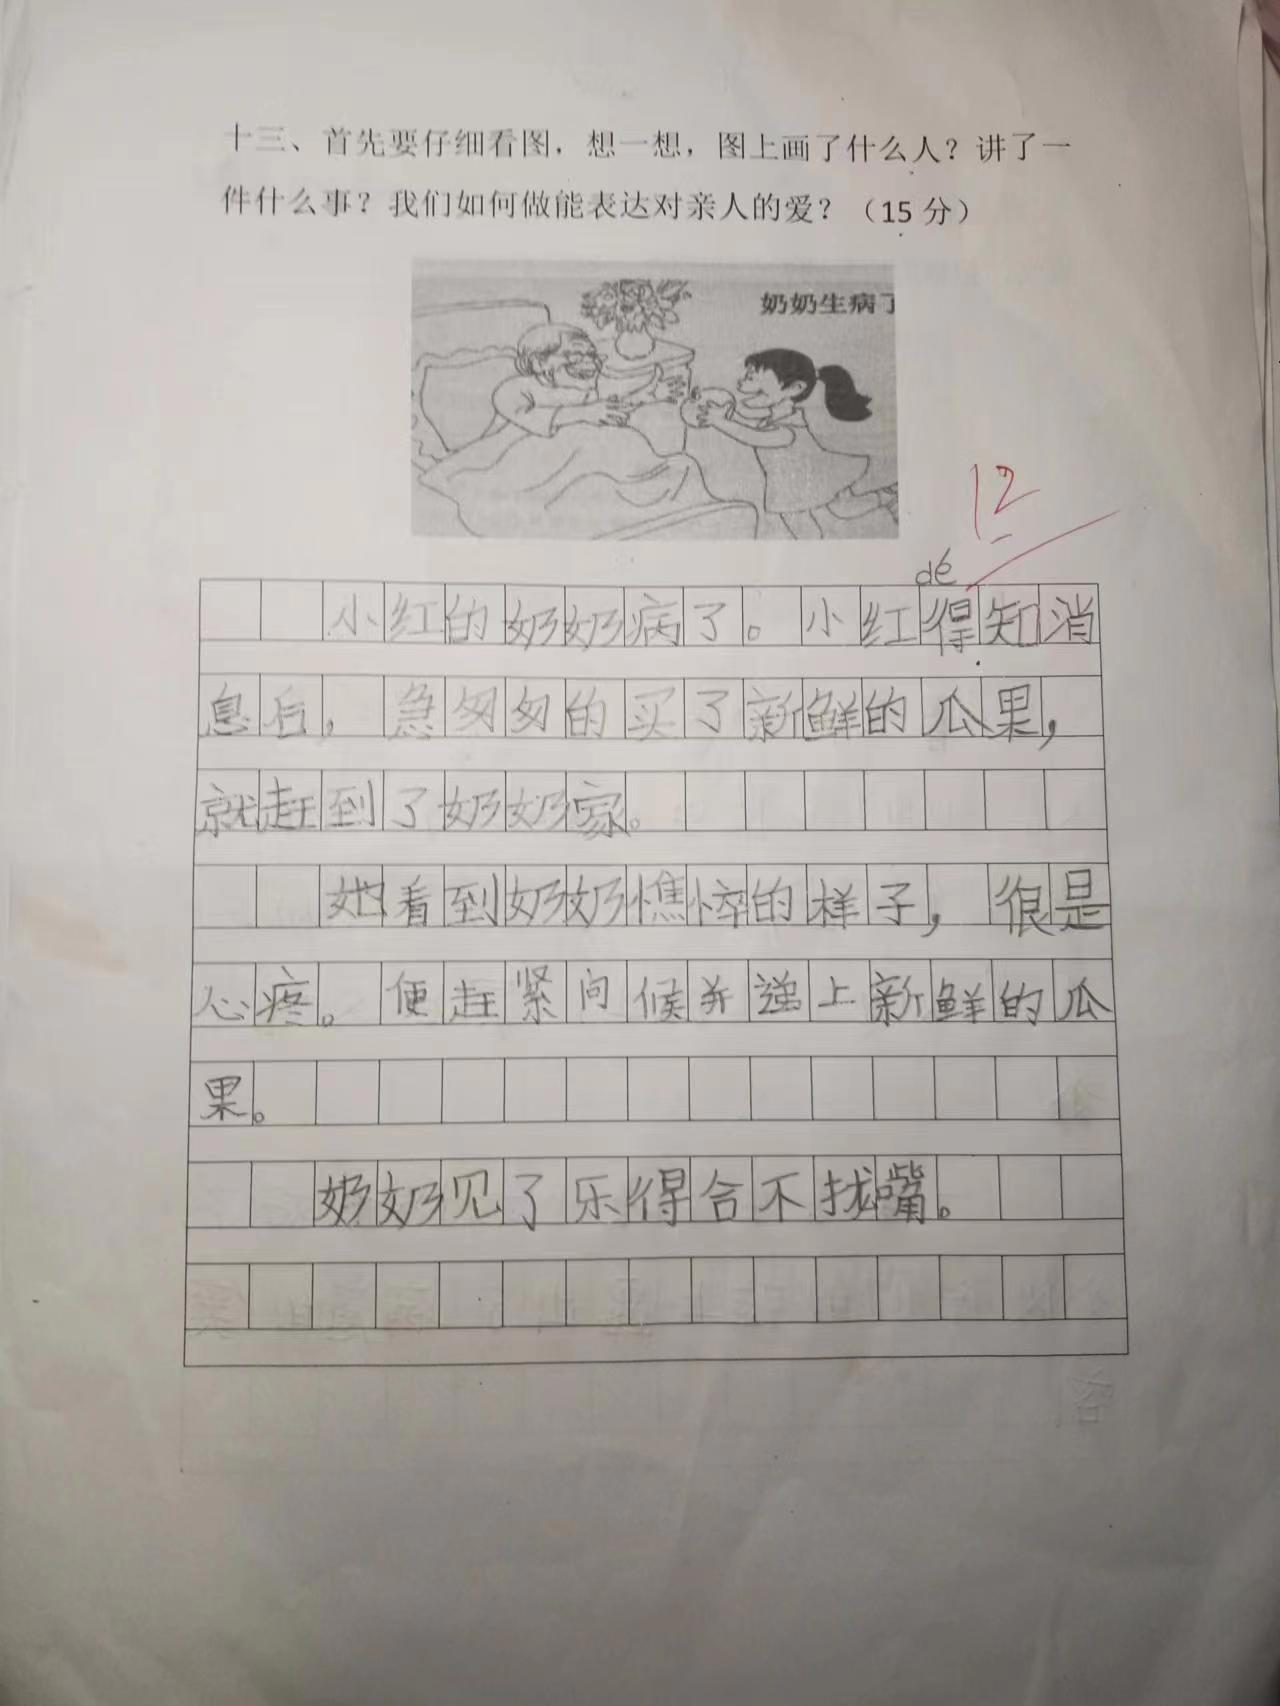 十三、首先要仔细看图，想一想，图上画了什么人？讲了一
件什么事？我们如何做能表达对亲人的爱？（15 分）
奶奶生病了
12
dé
小红的奶奶病了。小红得知消
息后，急匆匆的买了新鲜的瓜果，
就赶到了奶奶家。
她看到奶奶憔悴的样子，很是
心疼。便赶紧问候并递上新鲜的瓜
果。
奶奶见了乐得合不拢嘴。